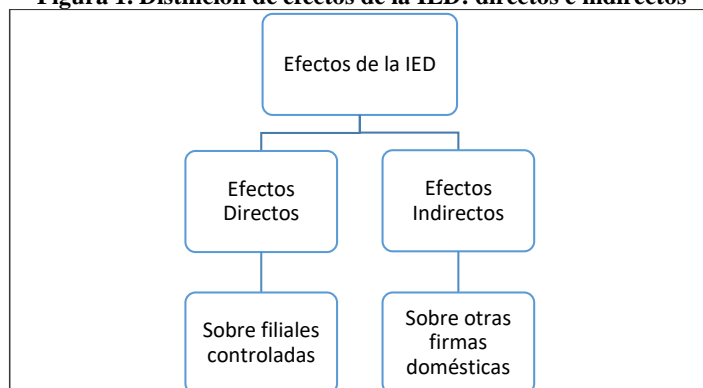 Figura 1. Distinción de efectos de la IED: directos e indirectos
Efectos de la IED
Efectos
Directos
Efectos
Indirectos
Sobre filiales
controladas
Sobre otras
firmas
domésticas